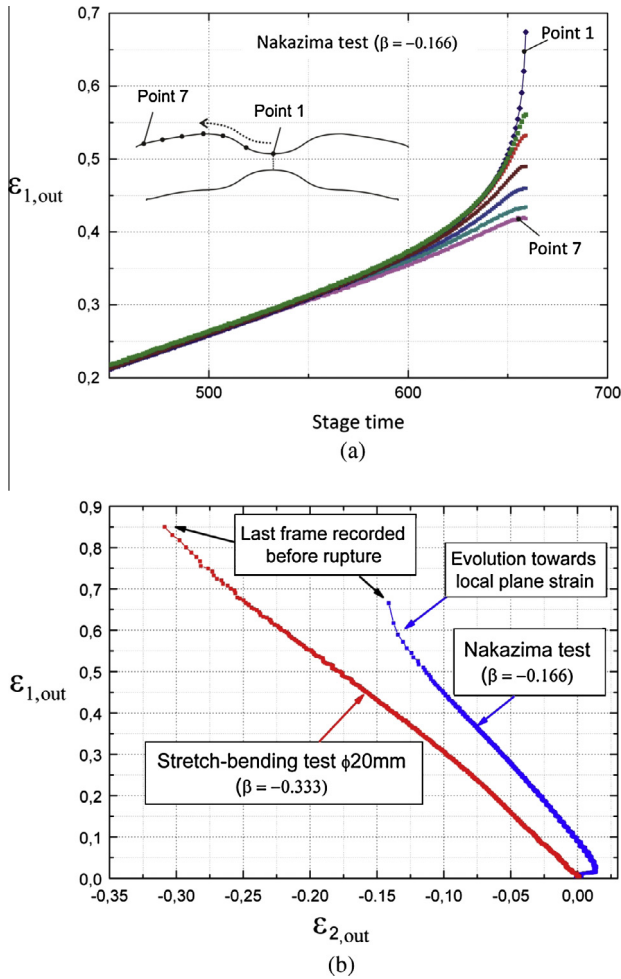 (a)
0,7
0,6
0,5
0,4
0,3
0,2
ε1,out
Nakazima test (β = −0.166)
Point 1
Point 7
Point 1
Point 7
500
600
700
Stage time
(a)
(b)
0,9
0,8
0,7
0,6
0,5
0,4
0,3
0,2
0,1
0,0
ε1,out
Last frame recorded
before rupture
Evolution towards
local plane strain
Nakazima test
(β = −0.166)
Stretch-bending test ϕ20mm
(β = −0.333)
-0,35
-0,30
-0,25
-0,20
-0,15
-0,10
-0,05
0,00
ε2,out
(b)